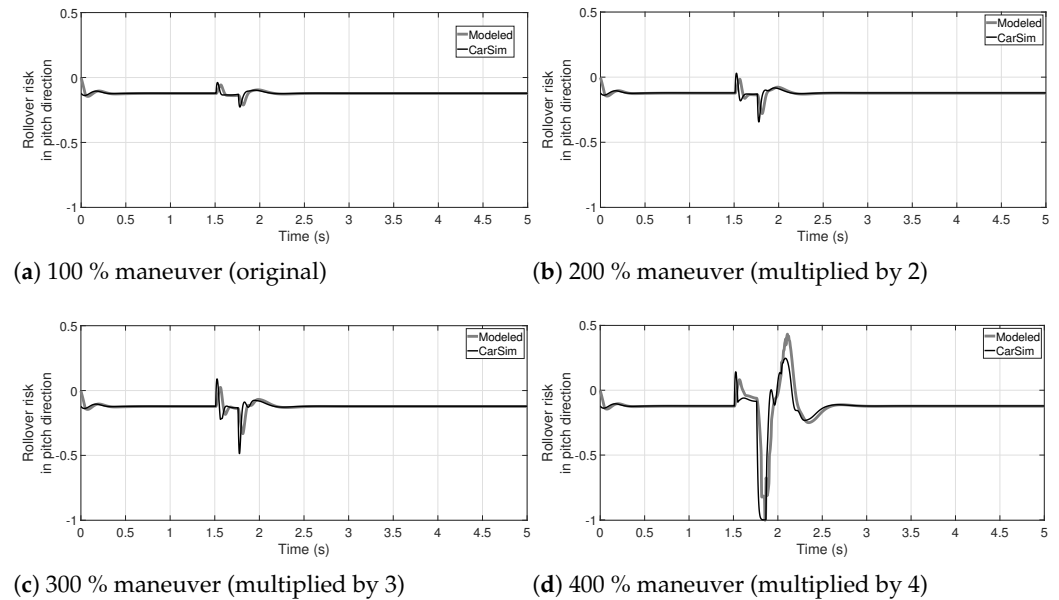 0.5
0
-0.5
-1
Rollover risk
in pitch direction
0 0.5 1 1.5 2 2.5 3 3.5 4 4.5 5
Time (s)
Modeled
CarSim
(a) 100 % maneuver (original)
0.5
0
-0.5
-1
Rollover risk
in pitch direction
0 0.5 1 1.5 2 2.5 3 3.5 4 4.5 5
Time (s)
Modeled
CarSim
(b) 200 % maneuver (multiplied by 2)
0.5
0
-0.5
-1
Rollover risk
in pitch direction
0 0.5 1 1.5 2 2.5 3 3.5 4 4.5 5
Time (s)
Modeled
CarSim
(c) 300 % maneuver (multiplied by 3)
0.5
0
-0.5
-1
Rollover risk
in pitch direction
0 0.5 1 1.5 2 2.5 3 3.5 4 4.5 5
Time (s)
Modeled
CarSim
(d) 400 % maneuver (multiplied by 4)